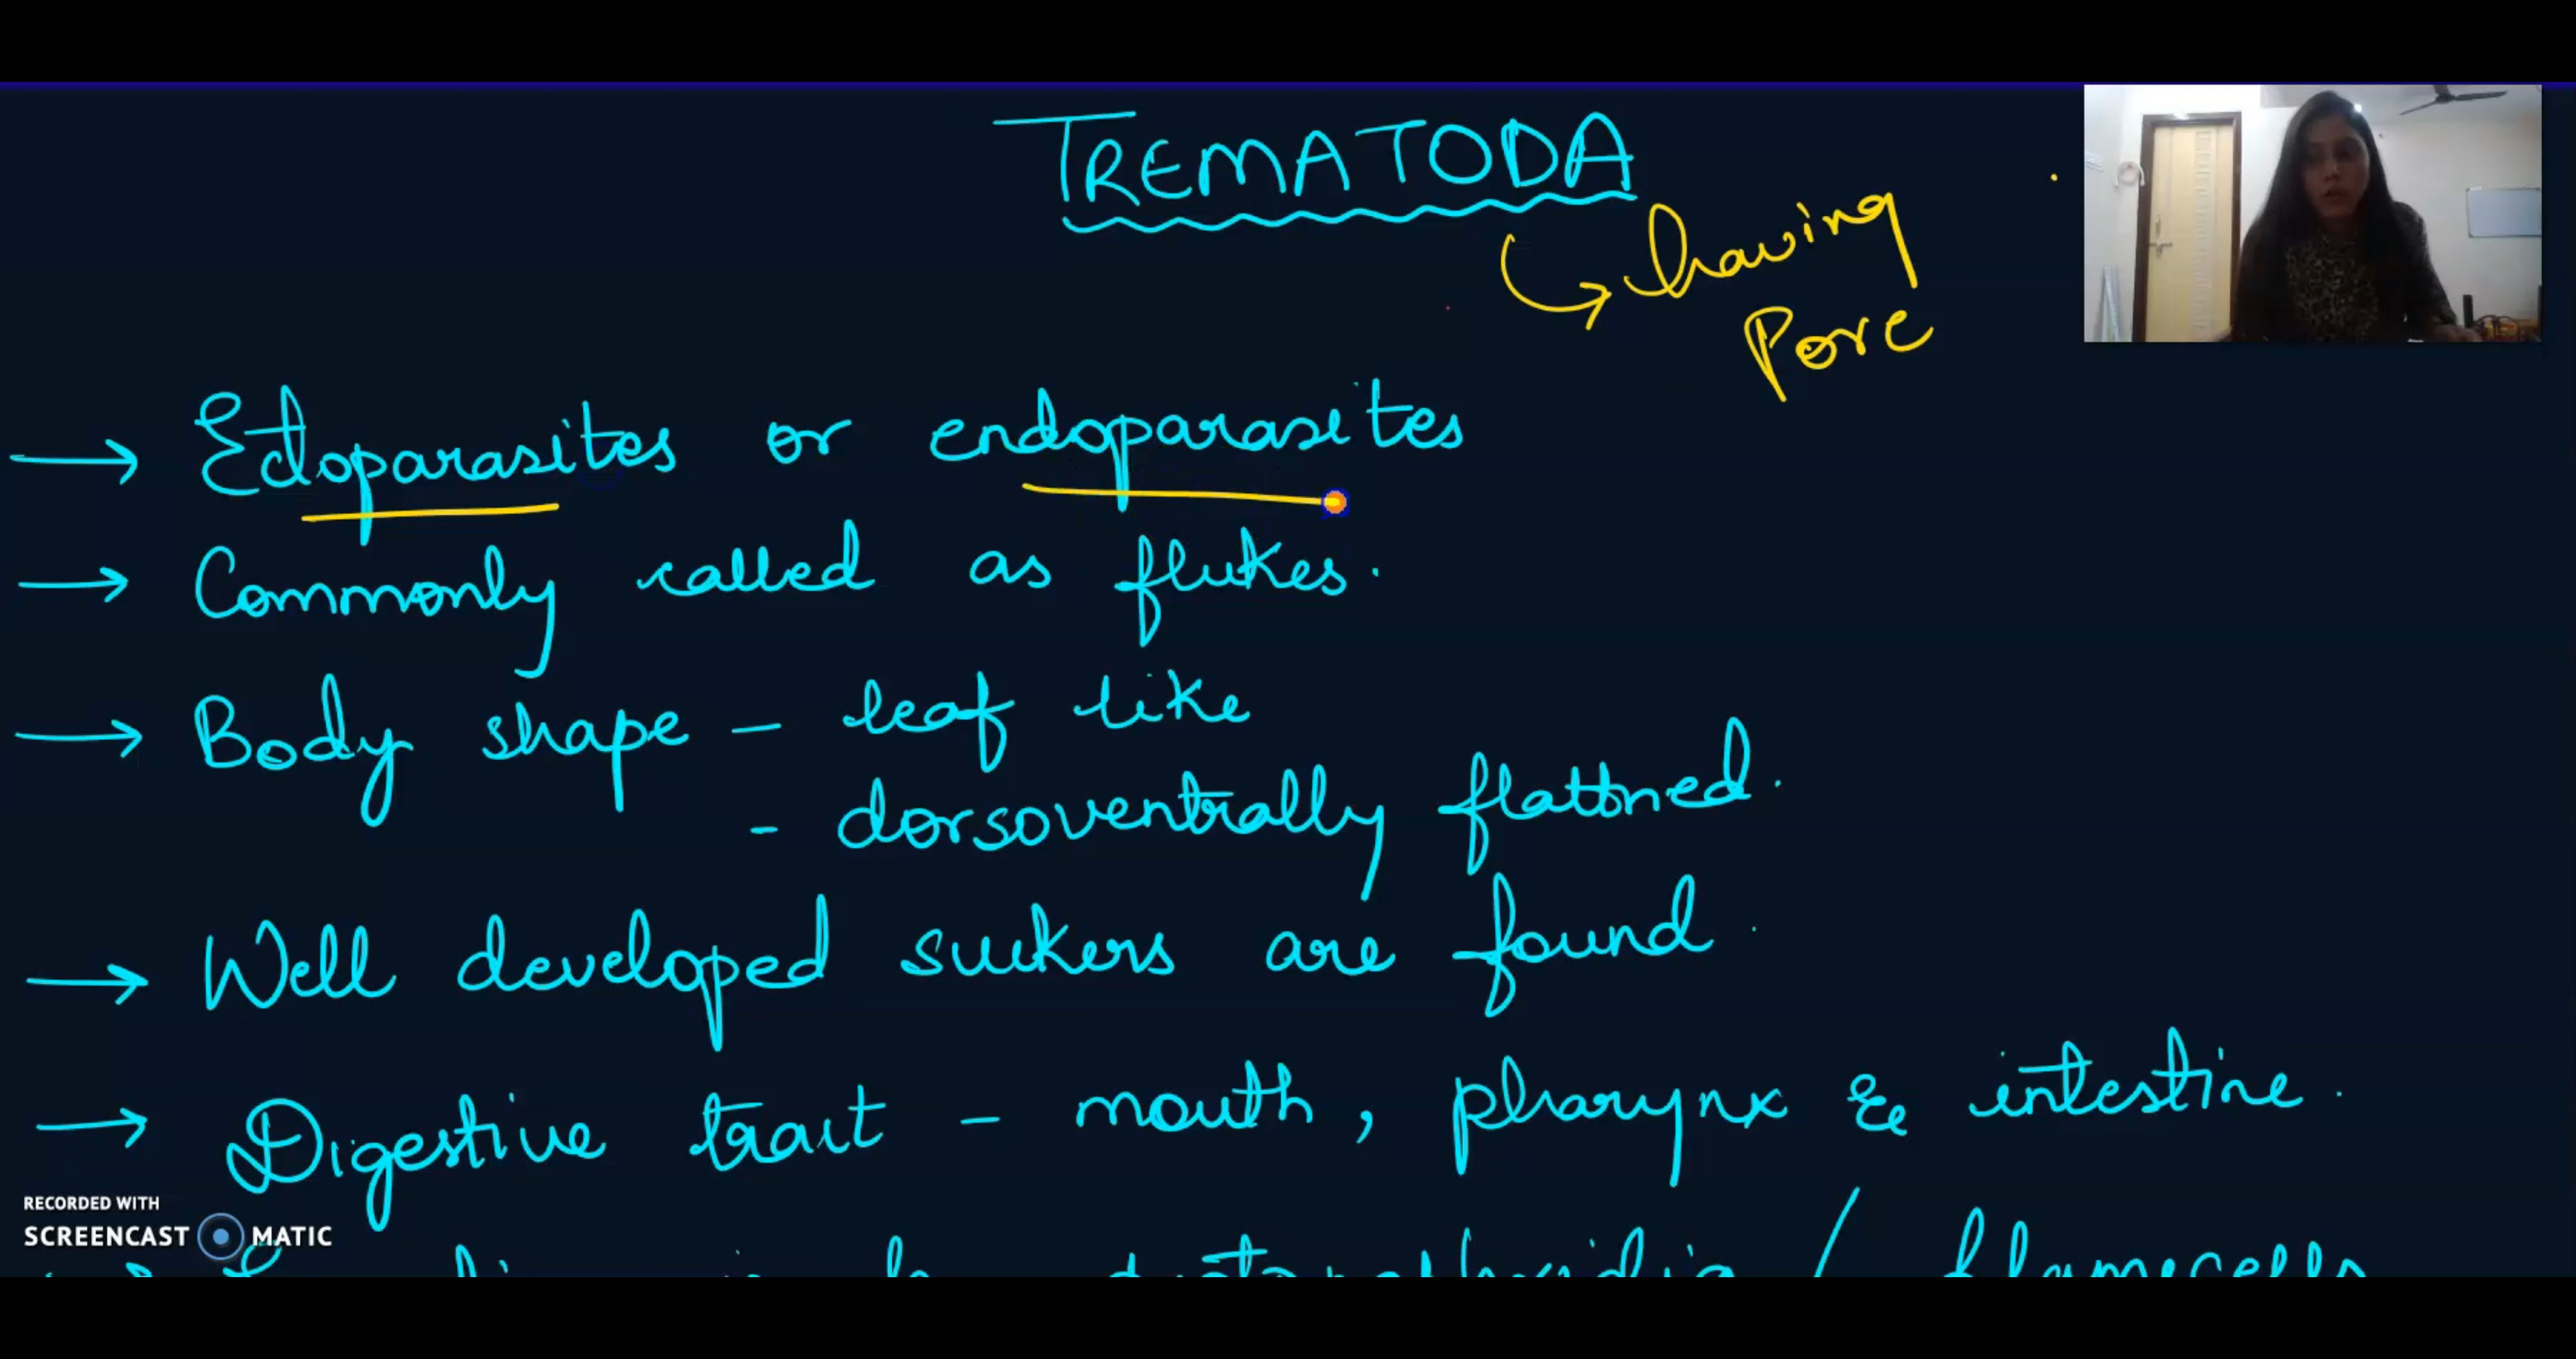 TREMATODA
having
Pore
→ Ectoparasites or endoparasites
→ Commonly called as flukes.
→ Body shape - leaf like
- dorsoventrally flattned.
→ Well developed suckers are found.
→ Digestive tract - mouth, pharynx & intestine.
RECORDED WITH
SCREENCAST MATIC
/ flamecells